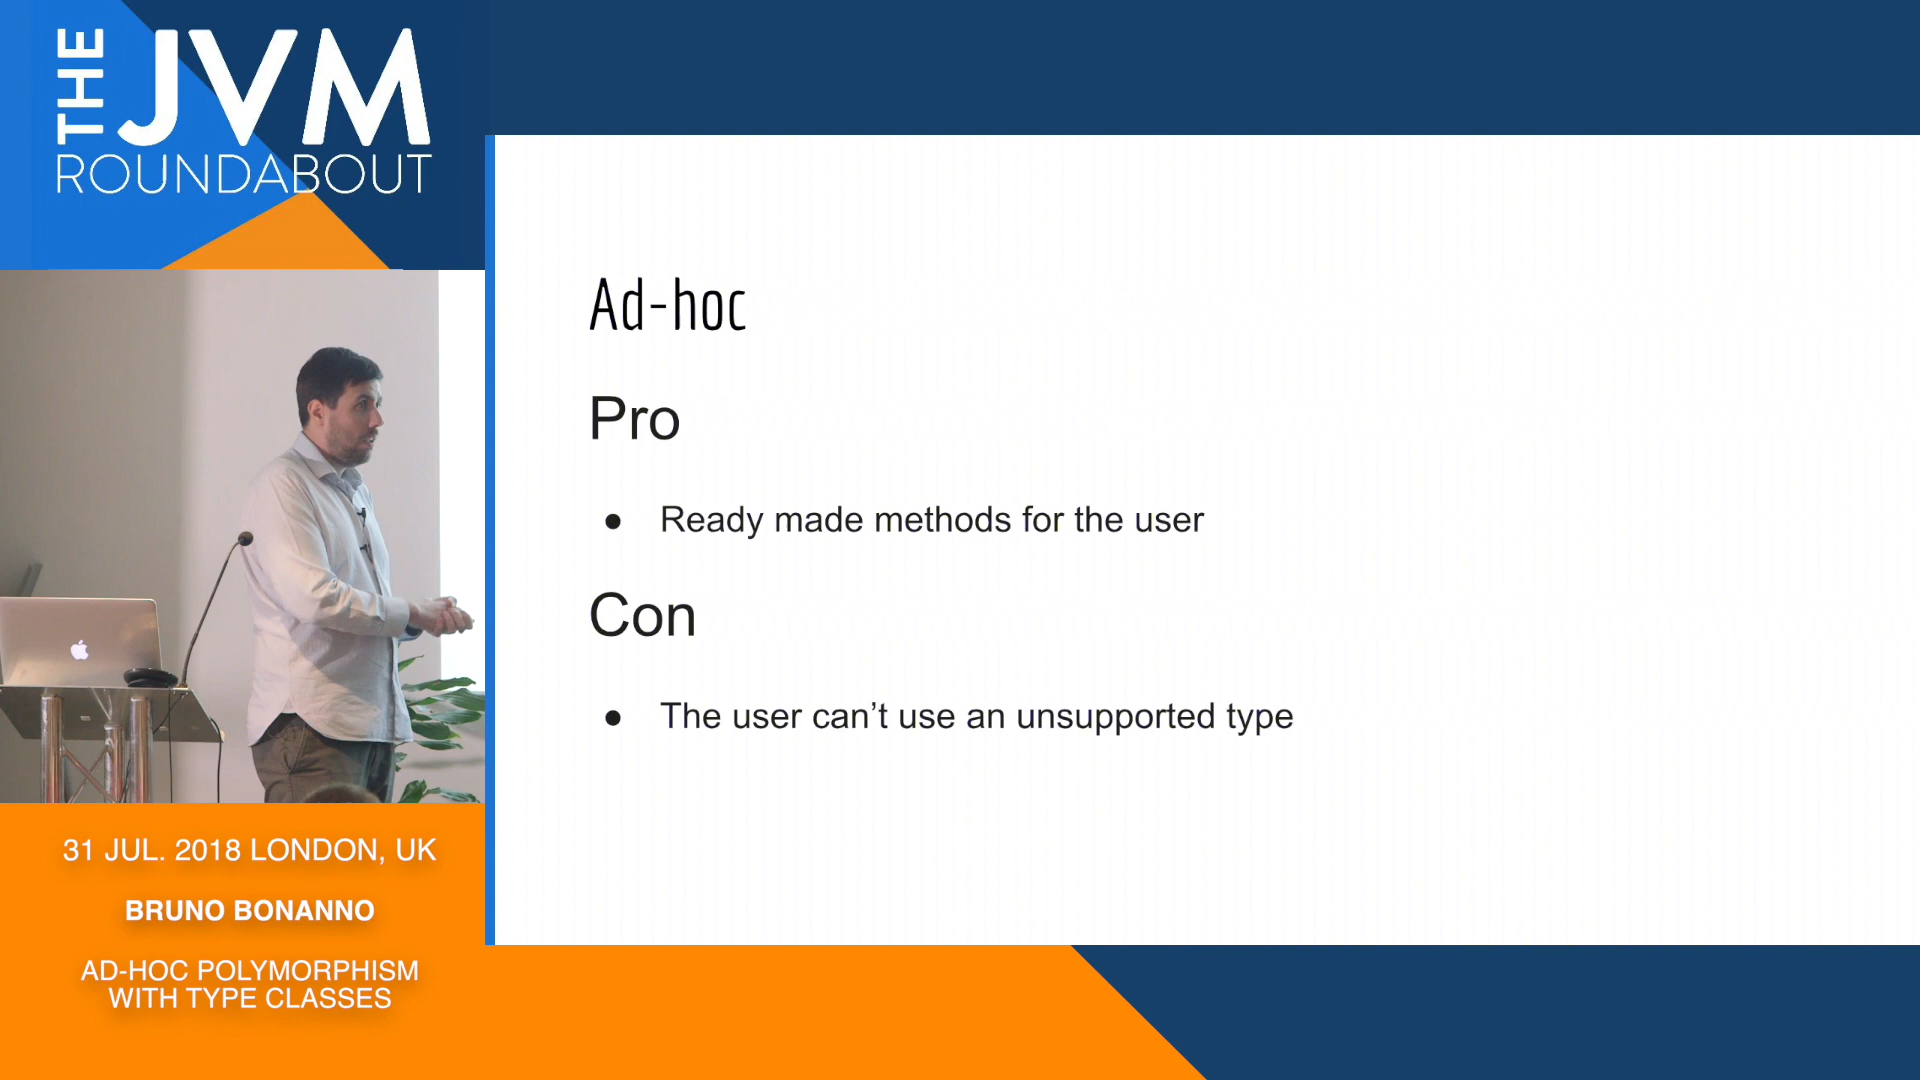 THE JVM
ROUNDABOUT
Ad-hoc
Pro
● Ready made methods for the user
Con
● The user can’t use an unsupported type
31 JUL. 2018 LONDON, UK
BRUNO BONANNO
AD-HOC POLYMORPHISM
WITH TYPE CLASSES